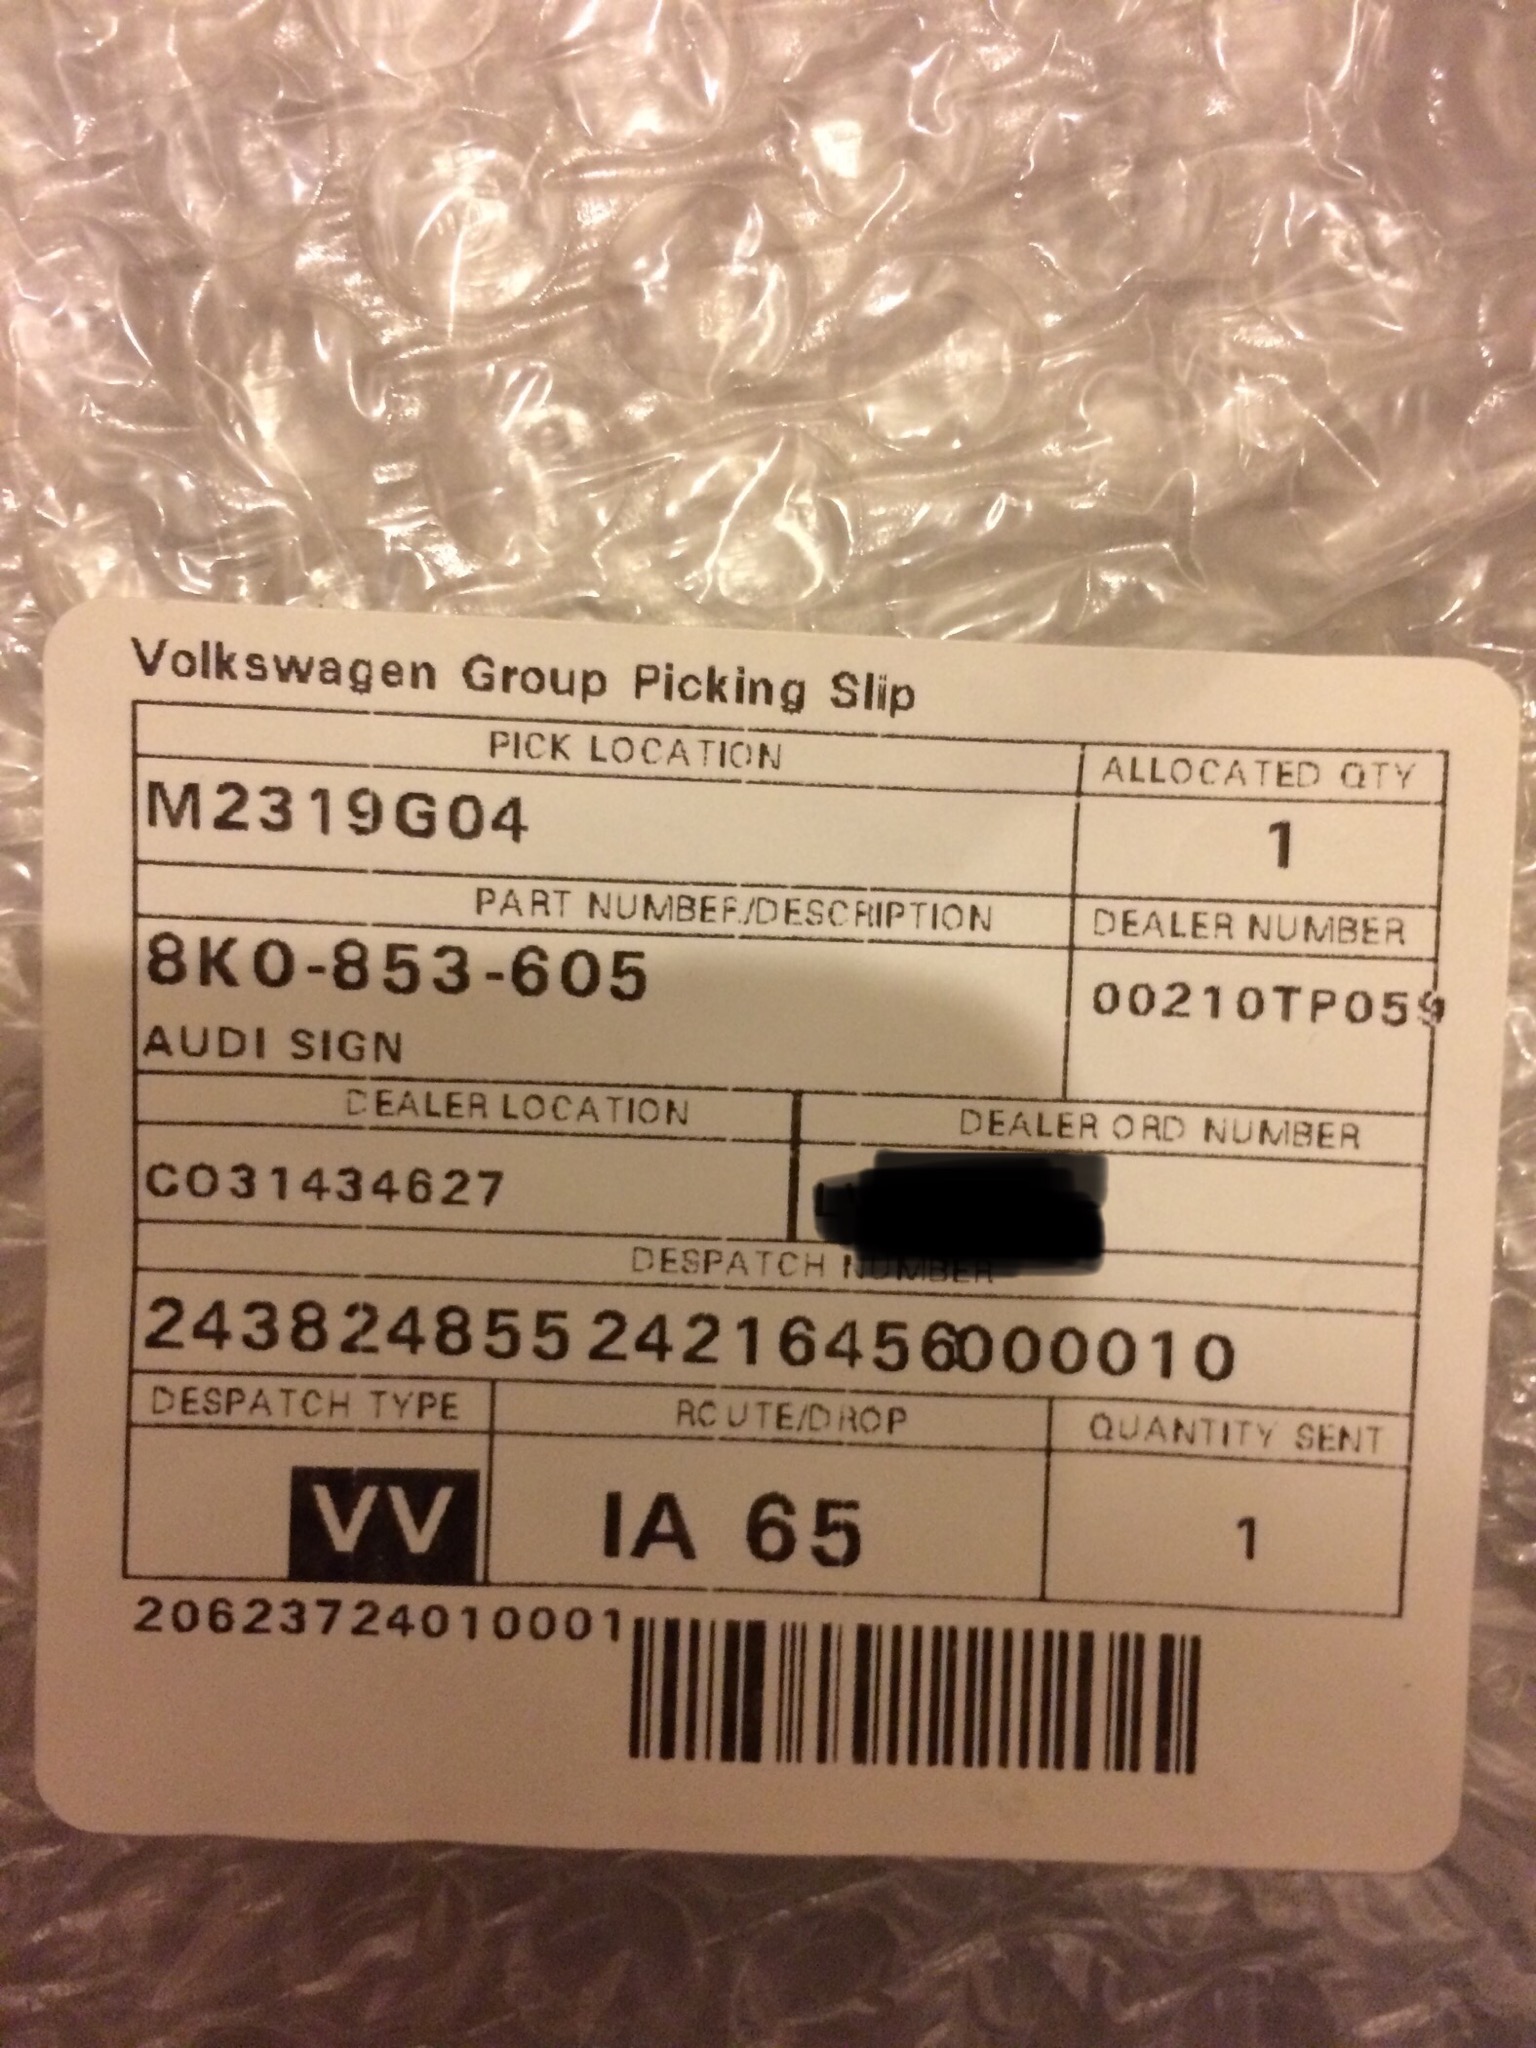 Volkswagen Group Picking Slip
PICK LOCATION ALLOCATED QTY
M2319G04 1
PART NUMBER/DESCRIPTION DEALER NUMBER
8K0-853-605 00210TP059
AUDI SIGN
DEALER LOCATION DEALER ORD NUMBER
CO31434627
DESPATCH NUMBER
24382485524216456000010
DESPATCH TYPE ROUTE/DROP QUANTITY SENT
VV IA 65 1
20623724010001